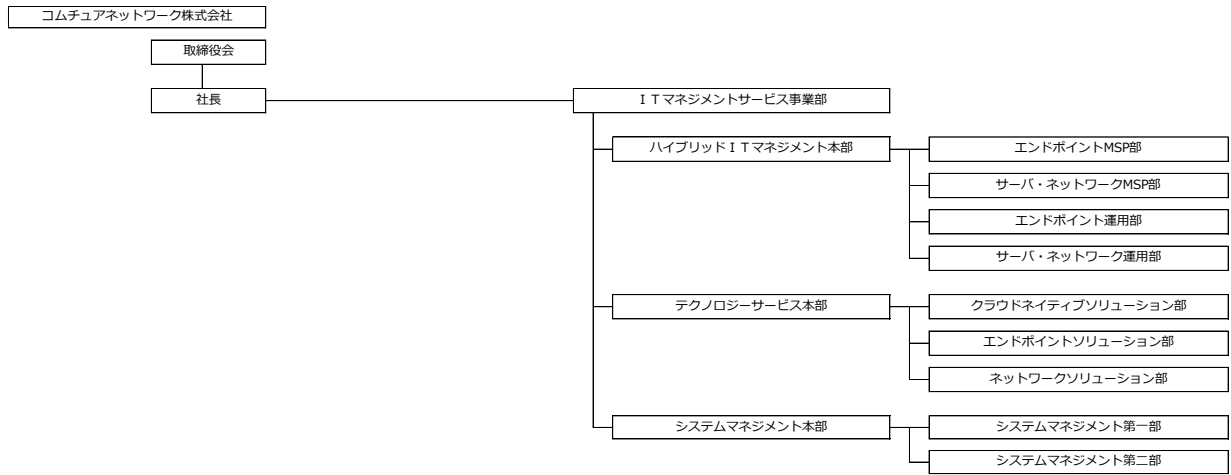 コムチュアネットワーク株式会社
取締役会
社長
ＩＴマネジメントサービス事業部
ハイブリッドＩＴマネジメント本部
エンドポイントMSP部
サーバ・ネットワークMSP部
エンドポイント運用部
サーバ・ネットワーク運用部
テクノロジーサービス本部
クラウドネイティブソリューション部
エンドポイントソリューション部
ネットワークソリューション部
システムマネジメント本部
システムマネジメント第一部
システムマネジメント第二部